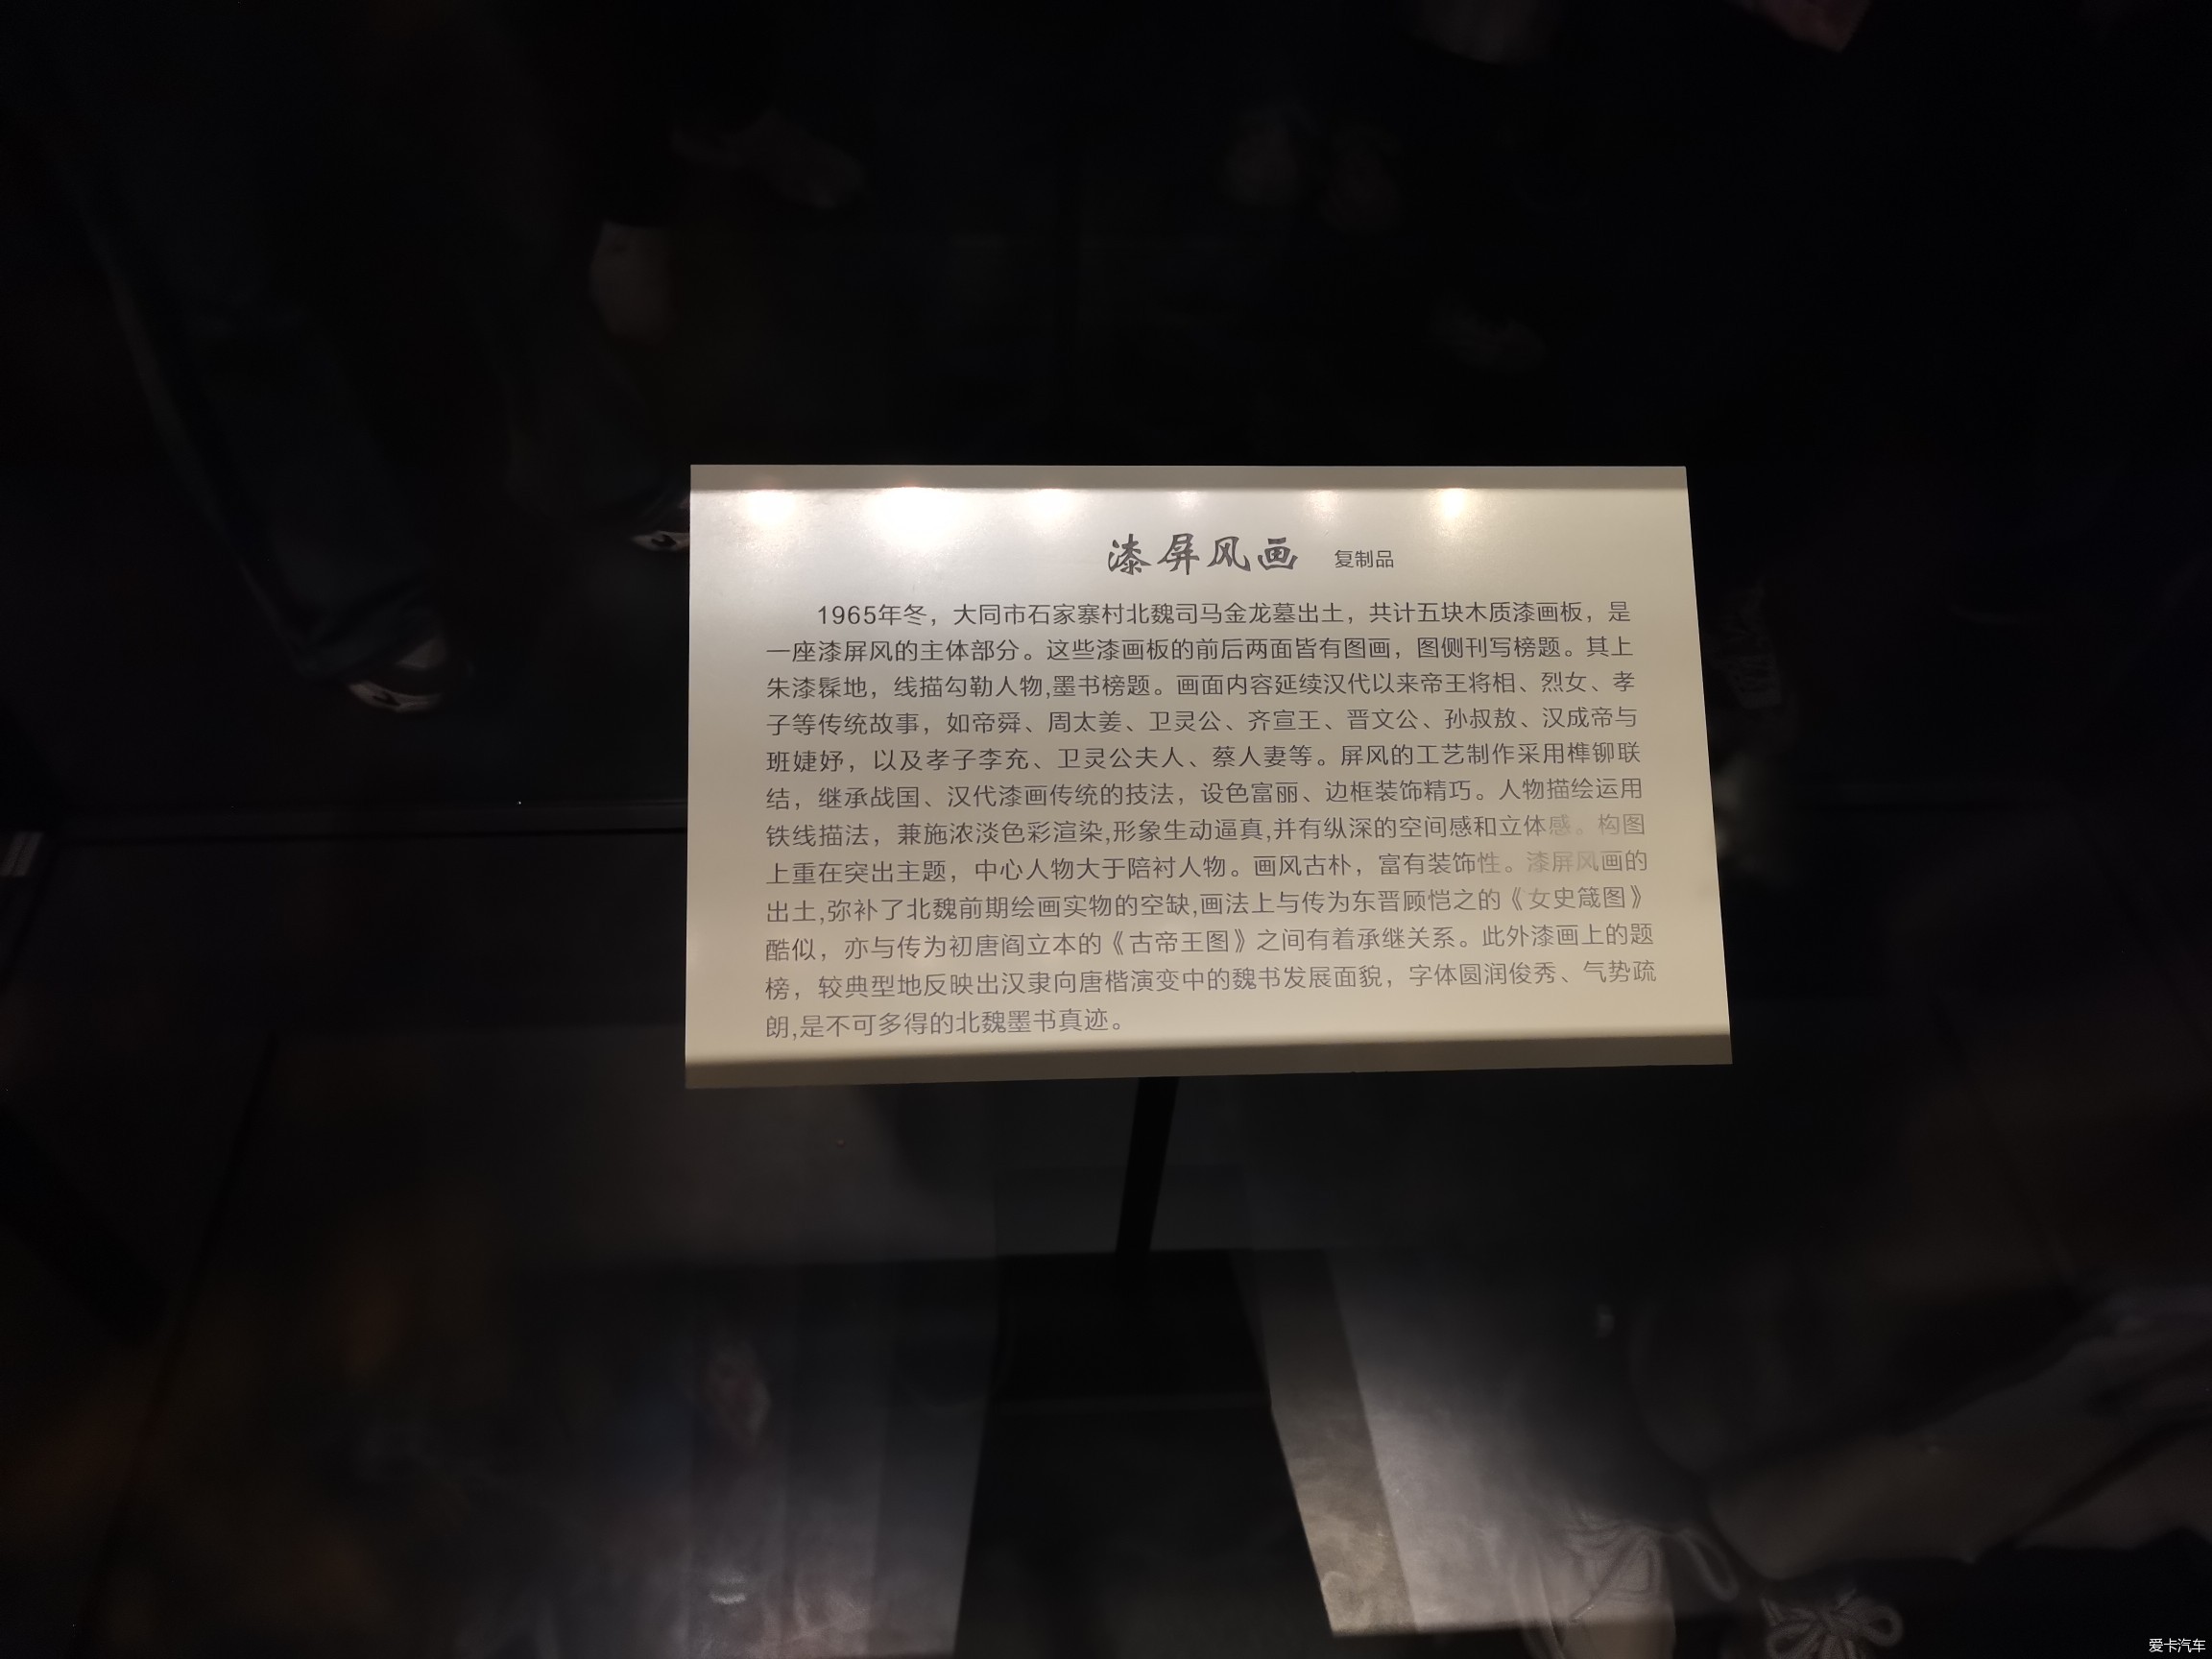 漆屏风画 复制品
1965年冬，大同市石家寨村北魏司马金龙墓出土，共计五块木质漆画板，是
一座漆屏风的主体部分。这些漆画板的前后两面皆有图画，图侧刊写榜题。其上
朱漆髹地，线描勾勒人物,墨书榜题。画面内容延续汉代以来帝王将相、烈女、孝
子等传统故事，如帝舜、周太姜、卫灵公、齐宣王、晋文公、孙叔敖、汉成帝与
班婕妤，以及孝子李充、卫灵公夫人、蔡人妻等。屏风的工艺制作采用榫铆联
结，继承战国、汉代漆画传统的技法，设色富丽、边框装饰精巧。人物描绘运用
铁线描法，兼施浓淡色彩渲染,形象生动逼真,并有纵深的空间感和立体感。构图
上重在突出主题，中心人物大于陪衬人物。画风古朴，富有装饰性。漆屏风画的
出土,弥补了北魏前期绘画实物的空缺,画法上与传为东晋顾恺之的《女史箴图》
酷似，亦与传为初唐阎立本的《古帝王图》之间有着承继关系。此外漆画上的题
榜，较典型地反映出汉隶向唐楷演变中的魏书发展面貌，字体圆润俊秀、气势疏
朗,是不可多得的北魏墨书真迹。
爱卡汽车